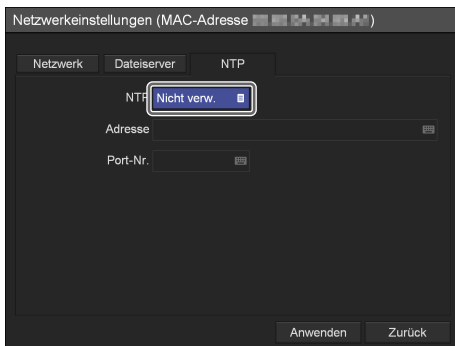 Netzwerkeinstellungen (MAC-Adresse )
Netzwerk Dateiserver NTP
NTP Nicht verw.
Adresse
Port-Nr.
Anwenden Zurück